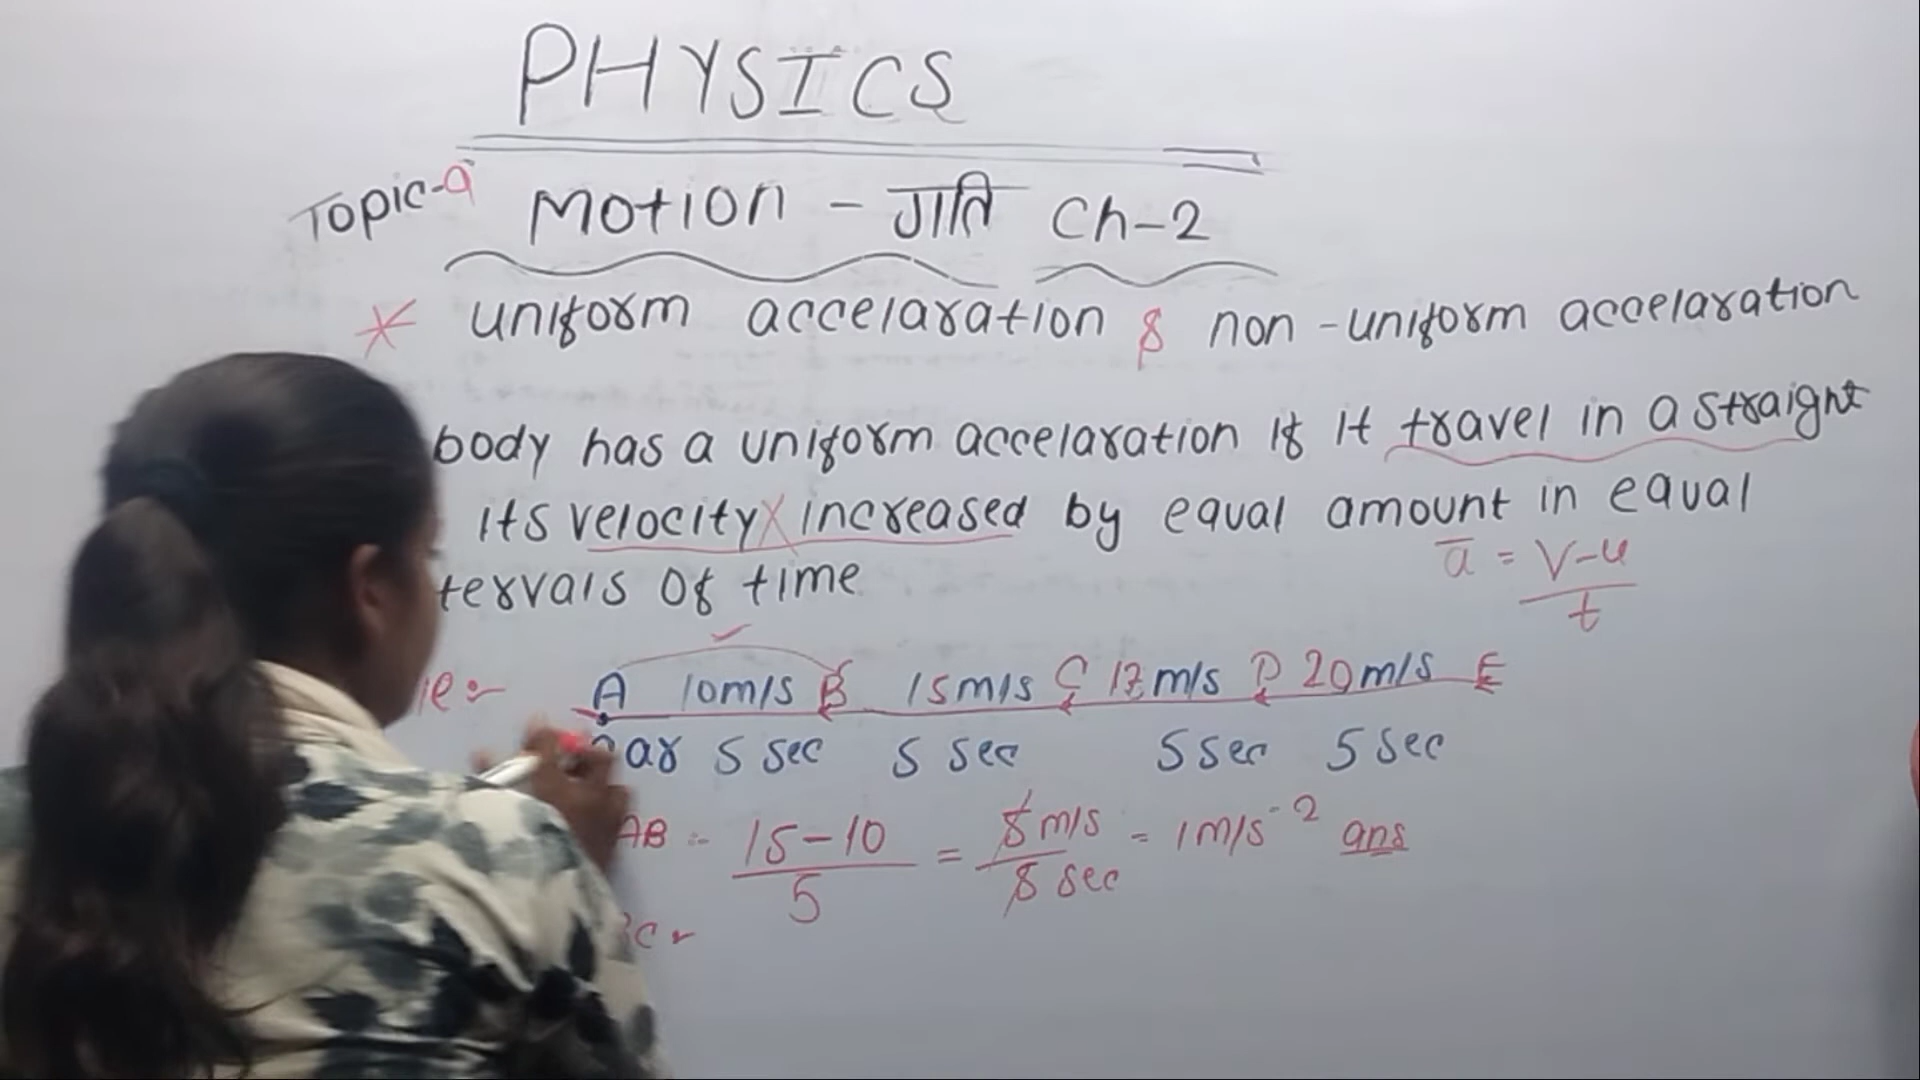 PHYSICS
Topic-9 Motion - गति Ch-2
* uniform accelaration & non-uniform accelaration
body has a uniform accelaration if it travel in a straight
its velocity X increased by equal amount in equal
tervals of time
a = v-u
t
A 10m/s B 15m/s C 17m/s D 20m/s E
ar 5 sec 5 sec 5 sec 5 sec
AB :- 15-10 = 5 m/s = 1m/s-2 ans
5 5 sec